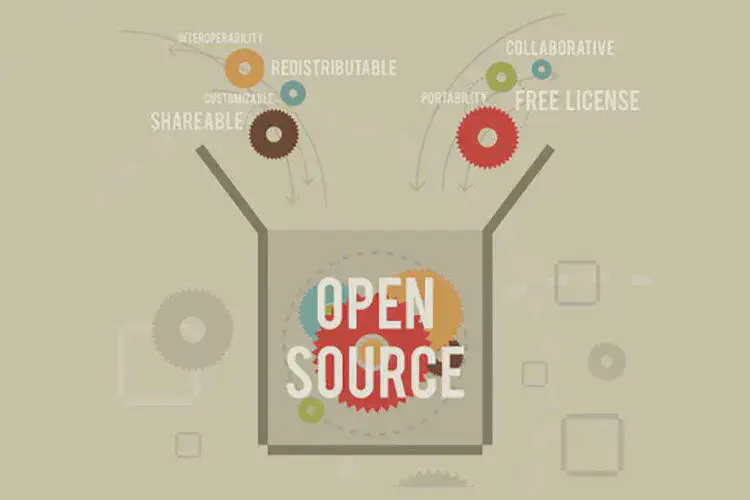 INTEROPERABILITY
REDISTRIBUTABLE
CUSTOMIZABLE
SHAREABLE
COLLABORATIVE
PORTABILITY
FREE LICENSE
OPEN
SOURCE